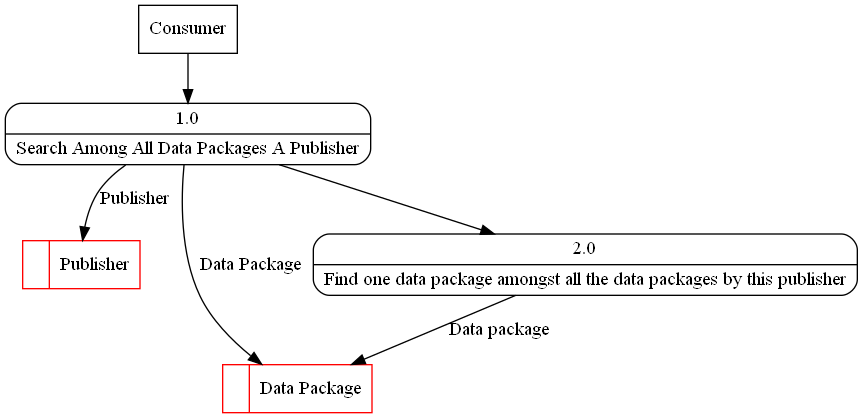 Consumer
1.0
Search Among All Data Packages A Publisher
Publisher
Publisher
Data Package
2.0
Find one data package amongst all the data packages by this publisher
Data package
Data Package